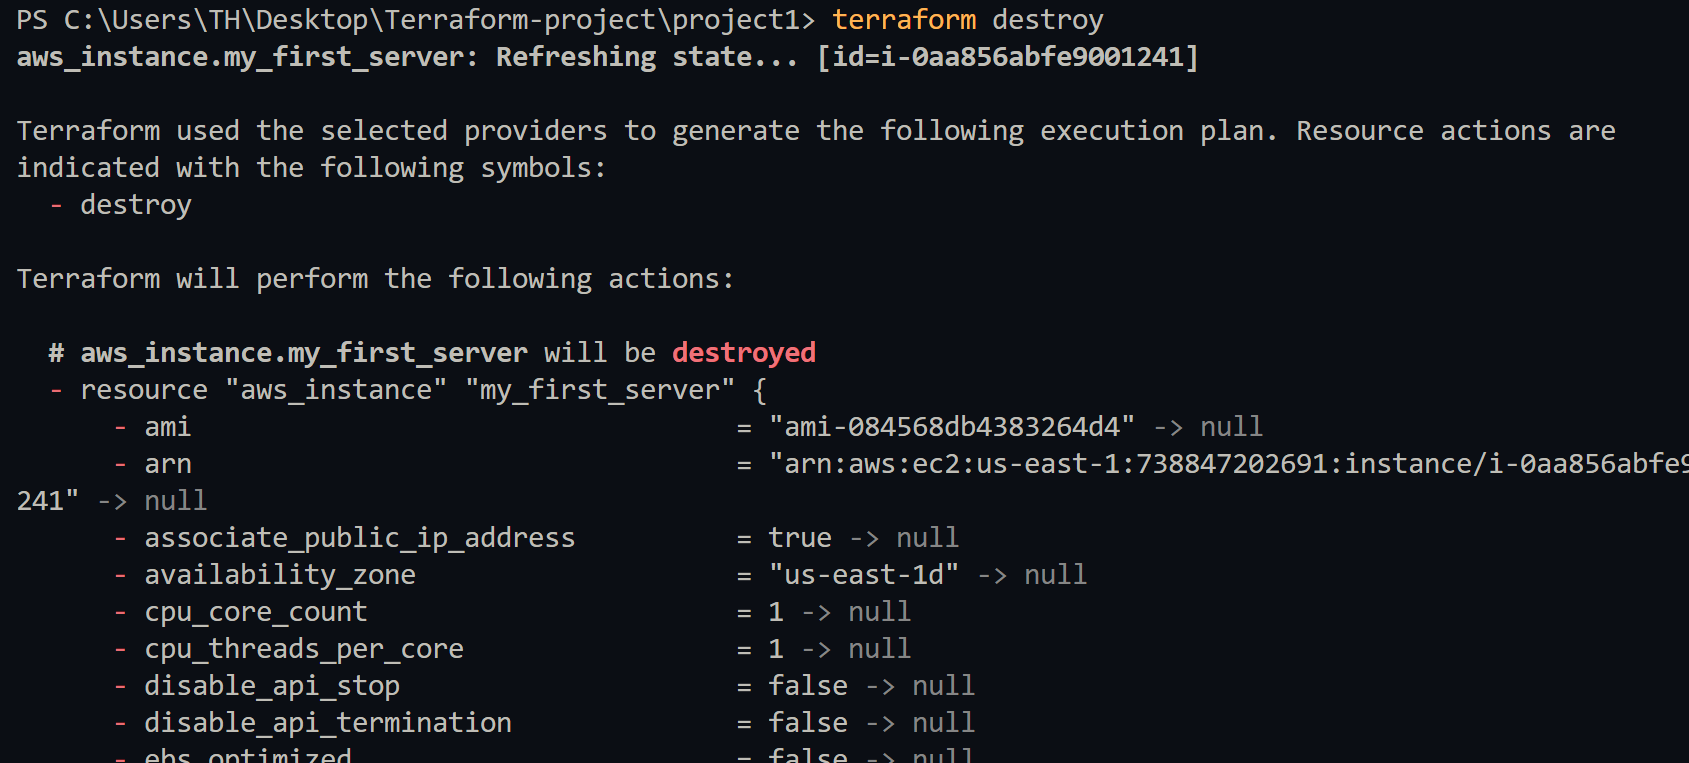 PS C:\Users\TH\Desktop\Terraform-project\project1> terraform destroy
aws_instance.my_first_server: Refreshing state... [id=i-0aa856abfe9001241]
Terraform used the selected providers to generate the following execution plan. Resource actions are
indicated with the following symbols:
- destroy
Terraform will perform the following actions:
# aws_instance.my_first_server will be destroyed
- resource "aws_instance" "my_first_server" {
- ami = "ami-084568db4383264d4" -> null
- arn = "arn:aws:ec2:us-east-1:738847202691:instance/i-0aa856abfe9
241" -> null
- associate_public_ip_address = true -> null
- availability_zone = "us-east-1d" -> null
- cpu_core_count = 1 -> null
- cpu_threads_per_core = 1 -> null
- disable_api_stop = false -> null
- disable_api_termination = false -> null
- ebs_optimized = false -> null